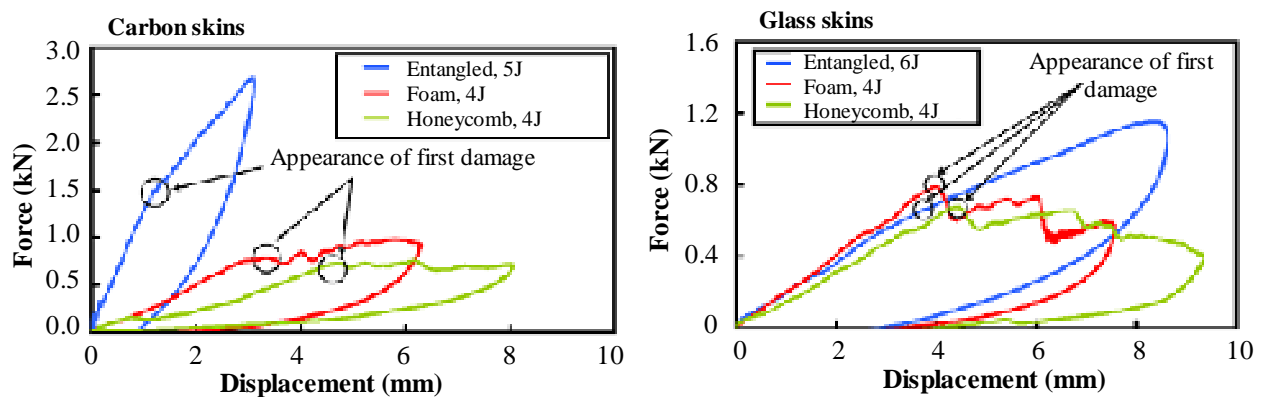 Carbon skins
Force (kN)
3.0
2.5
2.0
1.5
1.0
0.5
0.0
Entangled, 5J
Foam, 4J
Honeycomb, 4J
Appearance of first damage
0 2 4 6 8 10
Displacement (mm)
Glass skins
Force (kN)
1.6
1.2
0.8
0.4
0
Entangled, 6J
Foam, 4J
Honeycomb, 4J
Appearance of first
damage
0 2 4 6 8 10
Displacement (mm)